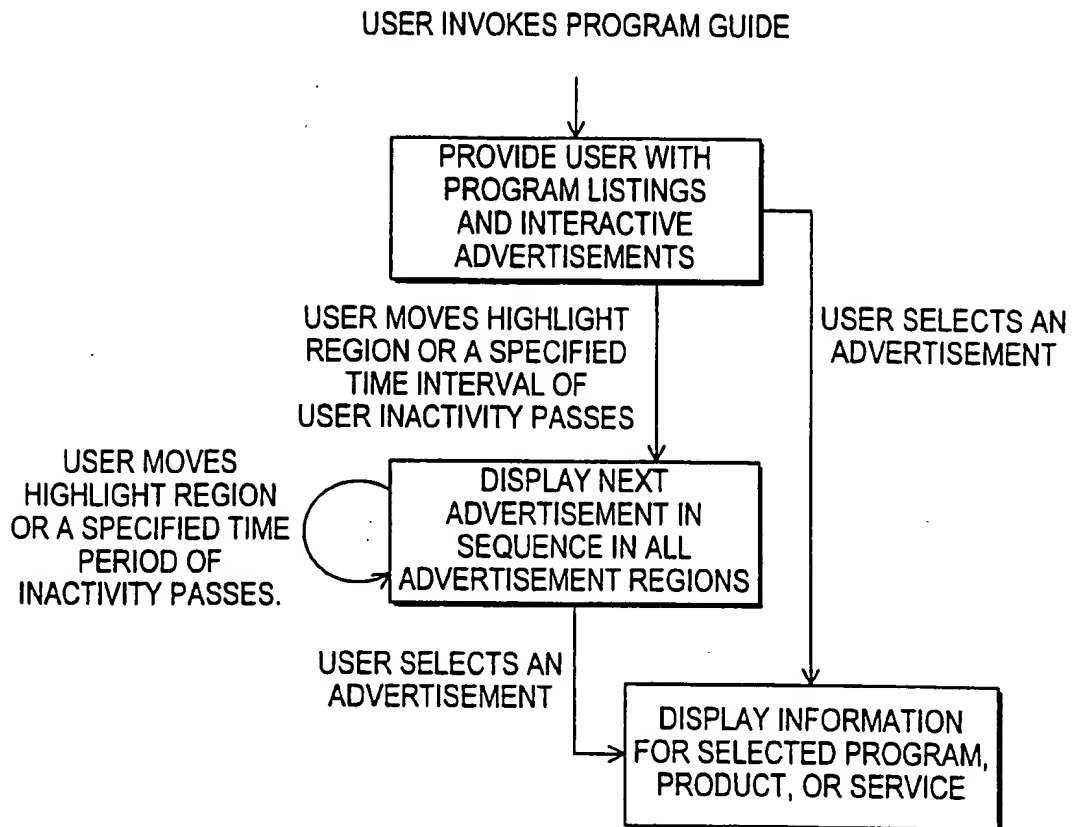 USER INVOKES PROGRAM GUIDE
PROVIDE USER WITH
PROGRAM LISTINGS
AND INTERACTIVE
ADVERTISEMENTS
USER MOVES HIGHLIGHT
REGION OR A SPECIFIED
TIME INTERVAL OF
USER INACTIVITY PASSES
USER SELECTS AN
ADVERTISEMENT
USER MOVES
HIGHLIGHT REGION
OR A SPECIFIED TIME
PERIOD OF
INACTIVITY PASSES.
DISPLAY NEXT
ADVERTISEMENT IN
SEQUENCE IN ALL
ADVERTISEMENT REGIONS
USER SELECTS AN
ADVERTISEMENT
DISPLAY INFORMATION
FOR SELECTED PROGRAM,
PRODUCT, OR SERVICE